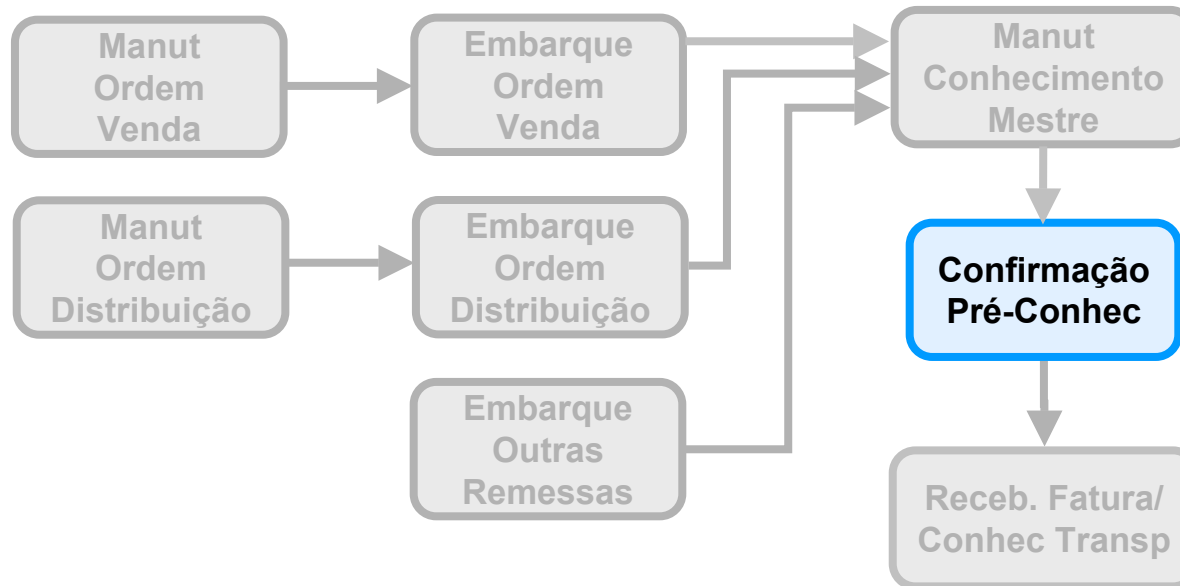 Manut
Ordem
Venda
Embarque
Ordem
Venda
Manut
Conhecimento
Mestre
Manut
Ordem
Distribuição
Embarque
Ordem
Distribuição
Confirmação
Pré-Conhec
Embarque
Outras
Remessas
Receb. Fatura/
Conhec Transp